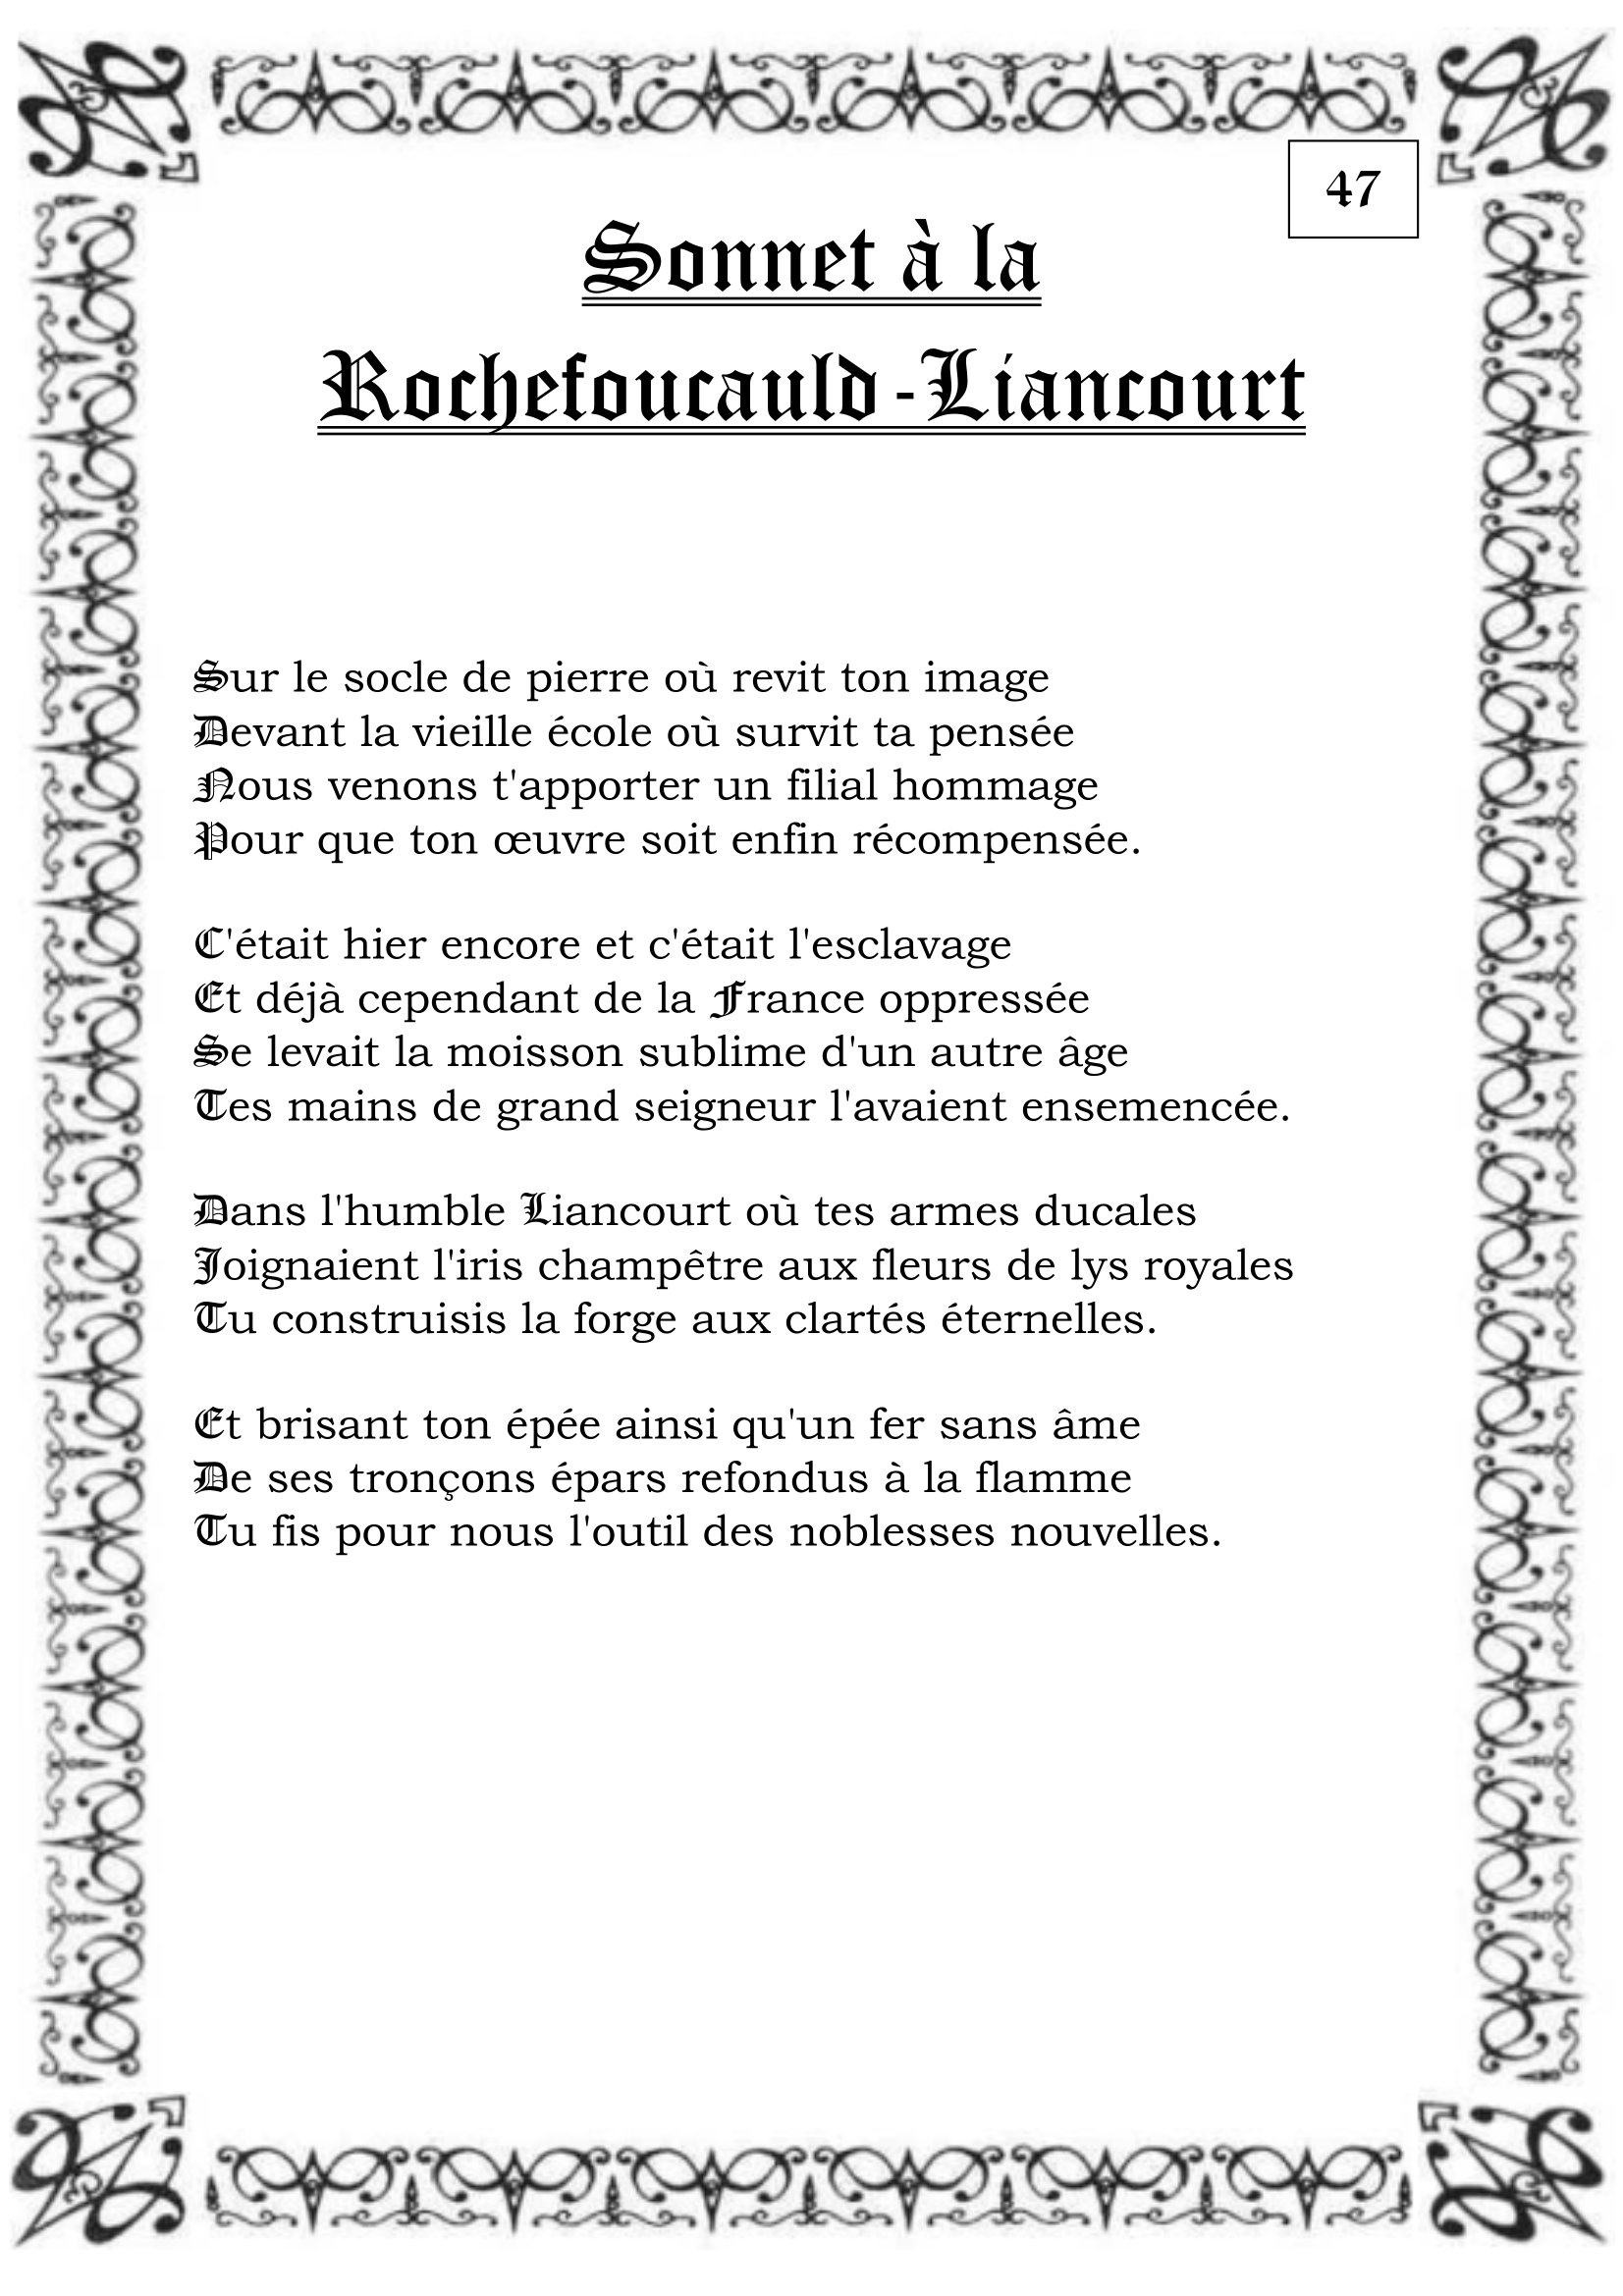 47
Sonnet à la
Rochefoucauld-Liancourt
Sur le socle de pierre où revit ton image
Devant la vieille école où survit ta pensée
Nous venons t'apporter un filial hommage
Pour que ton œuvre soit enfin récompensée.
C'était hier encore et c'était l'esclavage
Et déjà cependant de la France oppressée
Se levait la moisson sublime d'un autre âge
Tes mains de grand seigneur l'avaient ensemencée.
Dans l'humble Liancourt où tes armes ducales
Joignaient l'iris champêtre aux fleurs de lys royales
Tu construisis la forge aux clartés éternelles.
Et brisant ton épée ainsi qu'un fer sans âme
De ses tronçons épars refondus à la flamme
Tu fis pour nous l'outil des noblesses nouvelles.